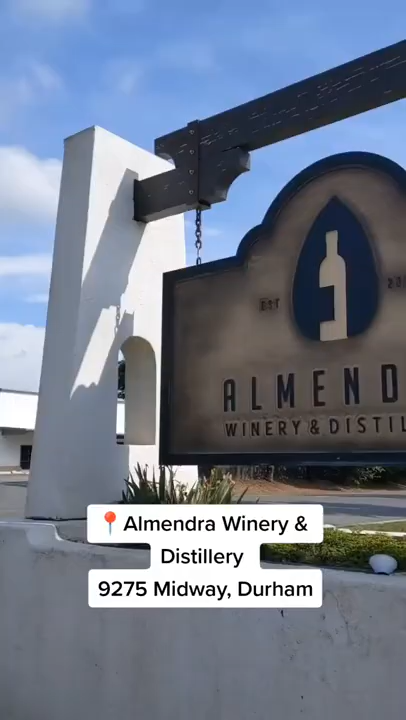 EST
ALMEND
WINERY & DISTIL
📍Almendra Winery &
Distillery
9275 Midway, Durham